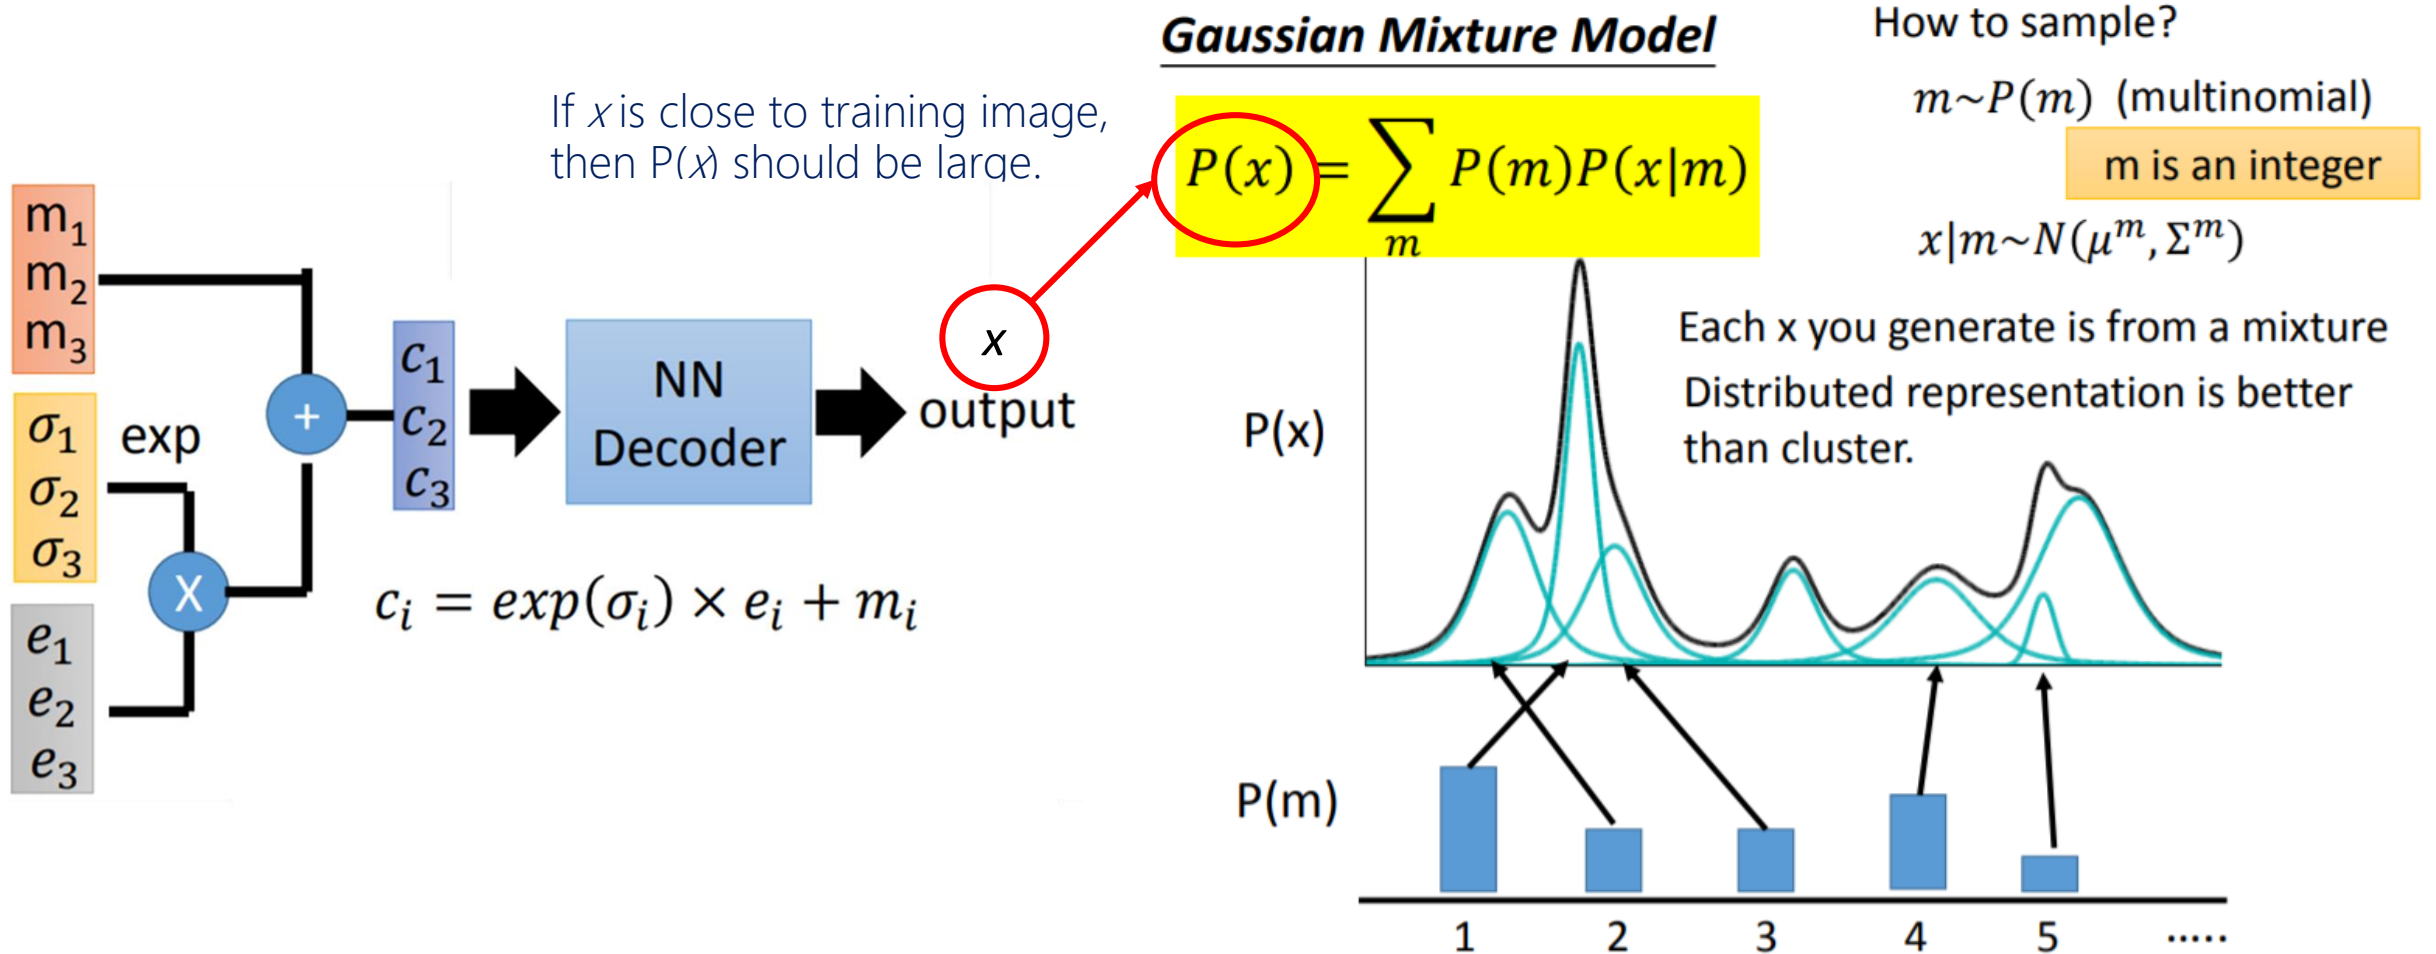 Gaussian Mixture Model
How to sample?
If x is close to training image,
then P(x) should be large.
P(x) = ∑ P(m)P(x|m)
m
m~P(m) (multinomial)
m is an integer
x|m~N(μ^m, Σ^m)
Each x you generate is from a mixture
Distributed representation is better
than cluster.
m₁
m₂
m₃
σ₁
σ₂
σ₃
exp
e₁
e₂
e₃
X
+
c₁
c₂
c₃
NN
Decoder
x
output
c_i = exp(σ_i) × e_i + m_i
P(x)
P(m)
1 2 3 4 5 .....